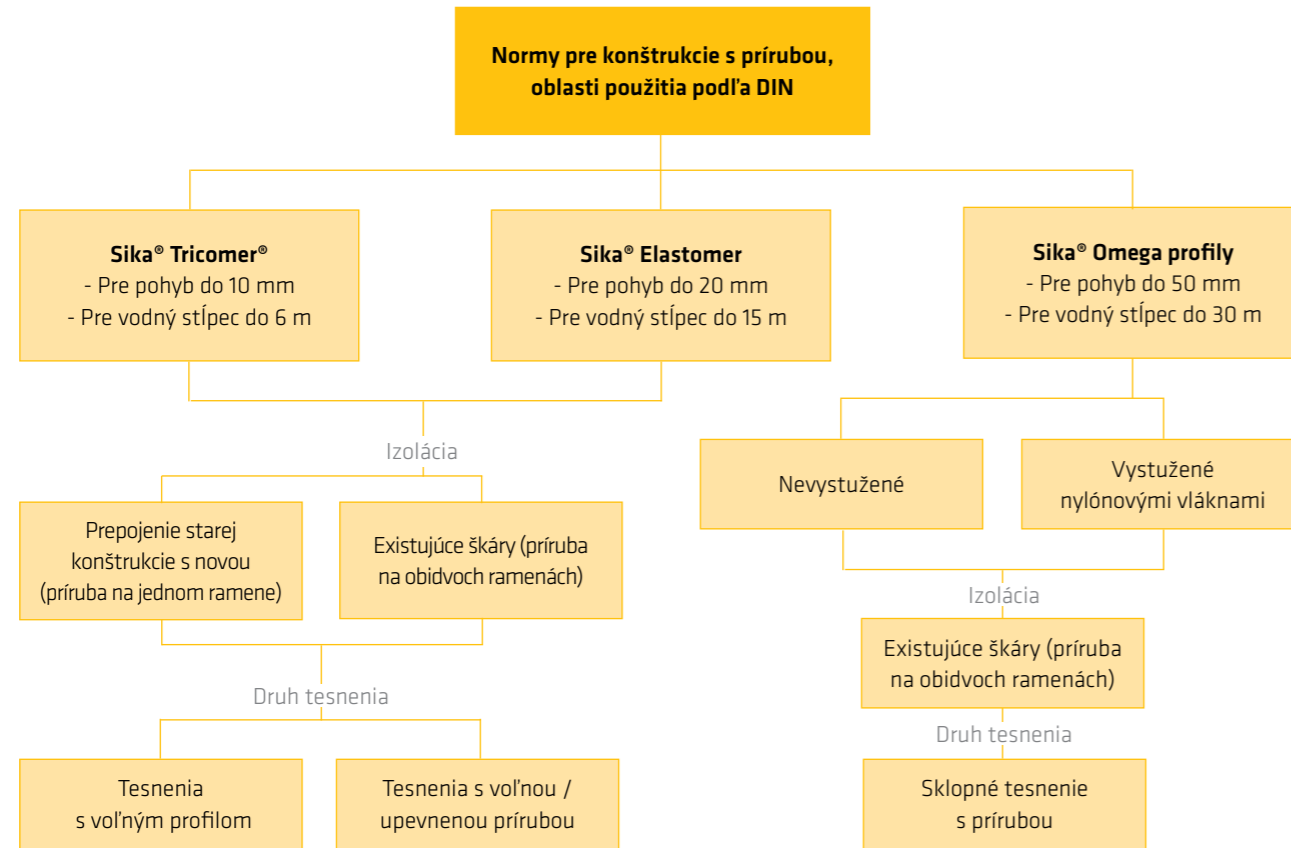 Normy pre konštrukcie s prírubou,
oblasti použitia podľa DIN
Sika® Tricomer®
- Pre pohyb do 10 mm
- Pre vodný stĺpec do 6 m
Sika® Elastomer
- Pre pohyb do 20 mm
- Pre vodný stĺpec do 15 m
Sika® Omega profily
- Pre pohyb do 50 mm
- Pre vodný stĺpec do 30 m
Izolácia
Prepojenie starej
konštrukcie s novou
(príruba na jednom ramene)
Existujúce škáry (príruba
na obidvoch ramenách)
Druh tesnenia
Tesnenia
s voľným profilom
Tesnenia s voľnou /
upevnenou prírubou
Nevystužené
Vystužené
nylónovými vláknami
Izolácia
Existujúce škáry (príruba
na obidvoch ramenách)
Druh tesnenia
Sklopné tesnenie
s prírubou